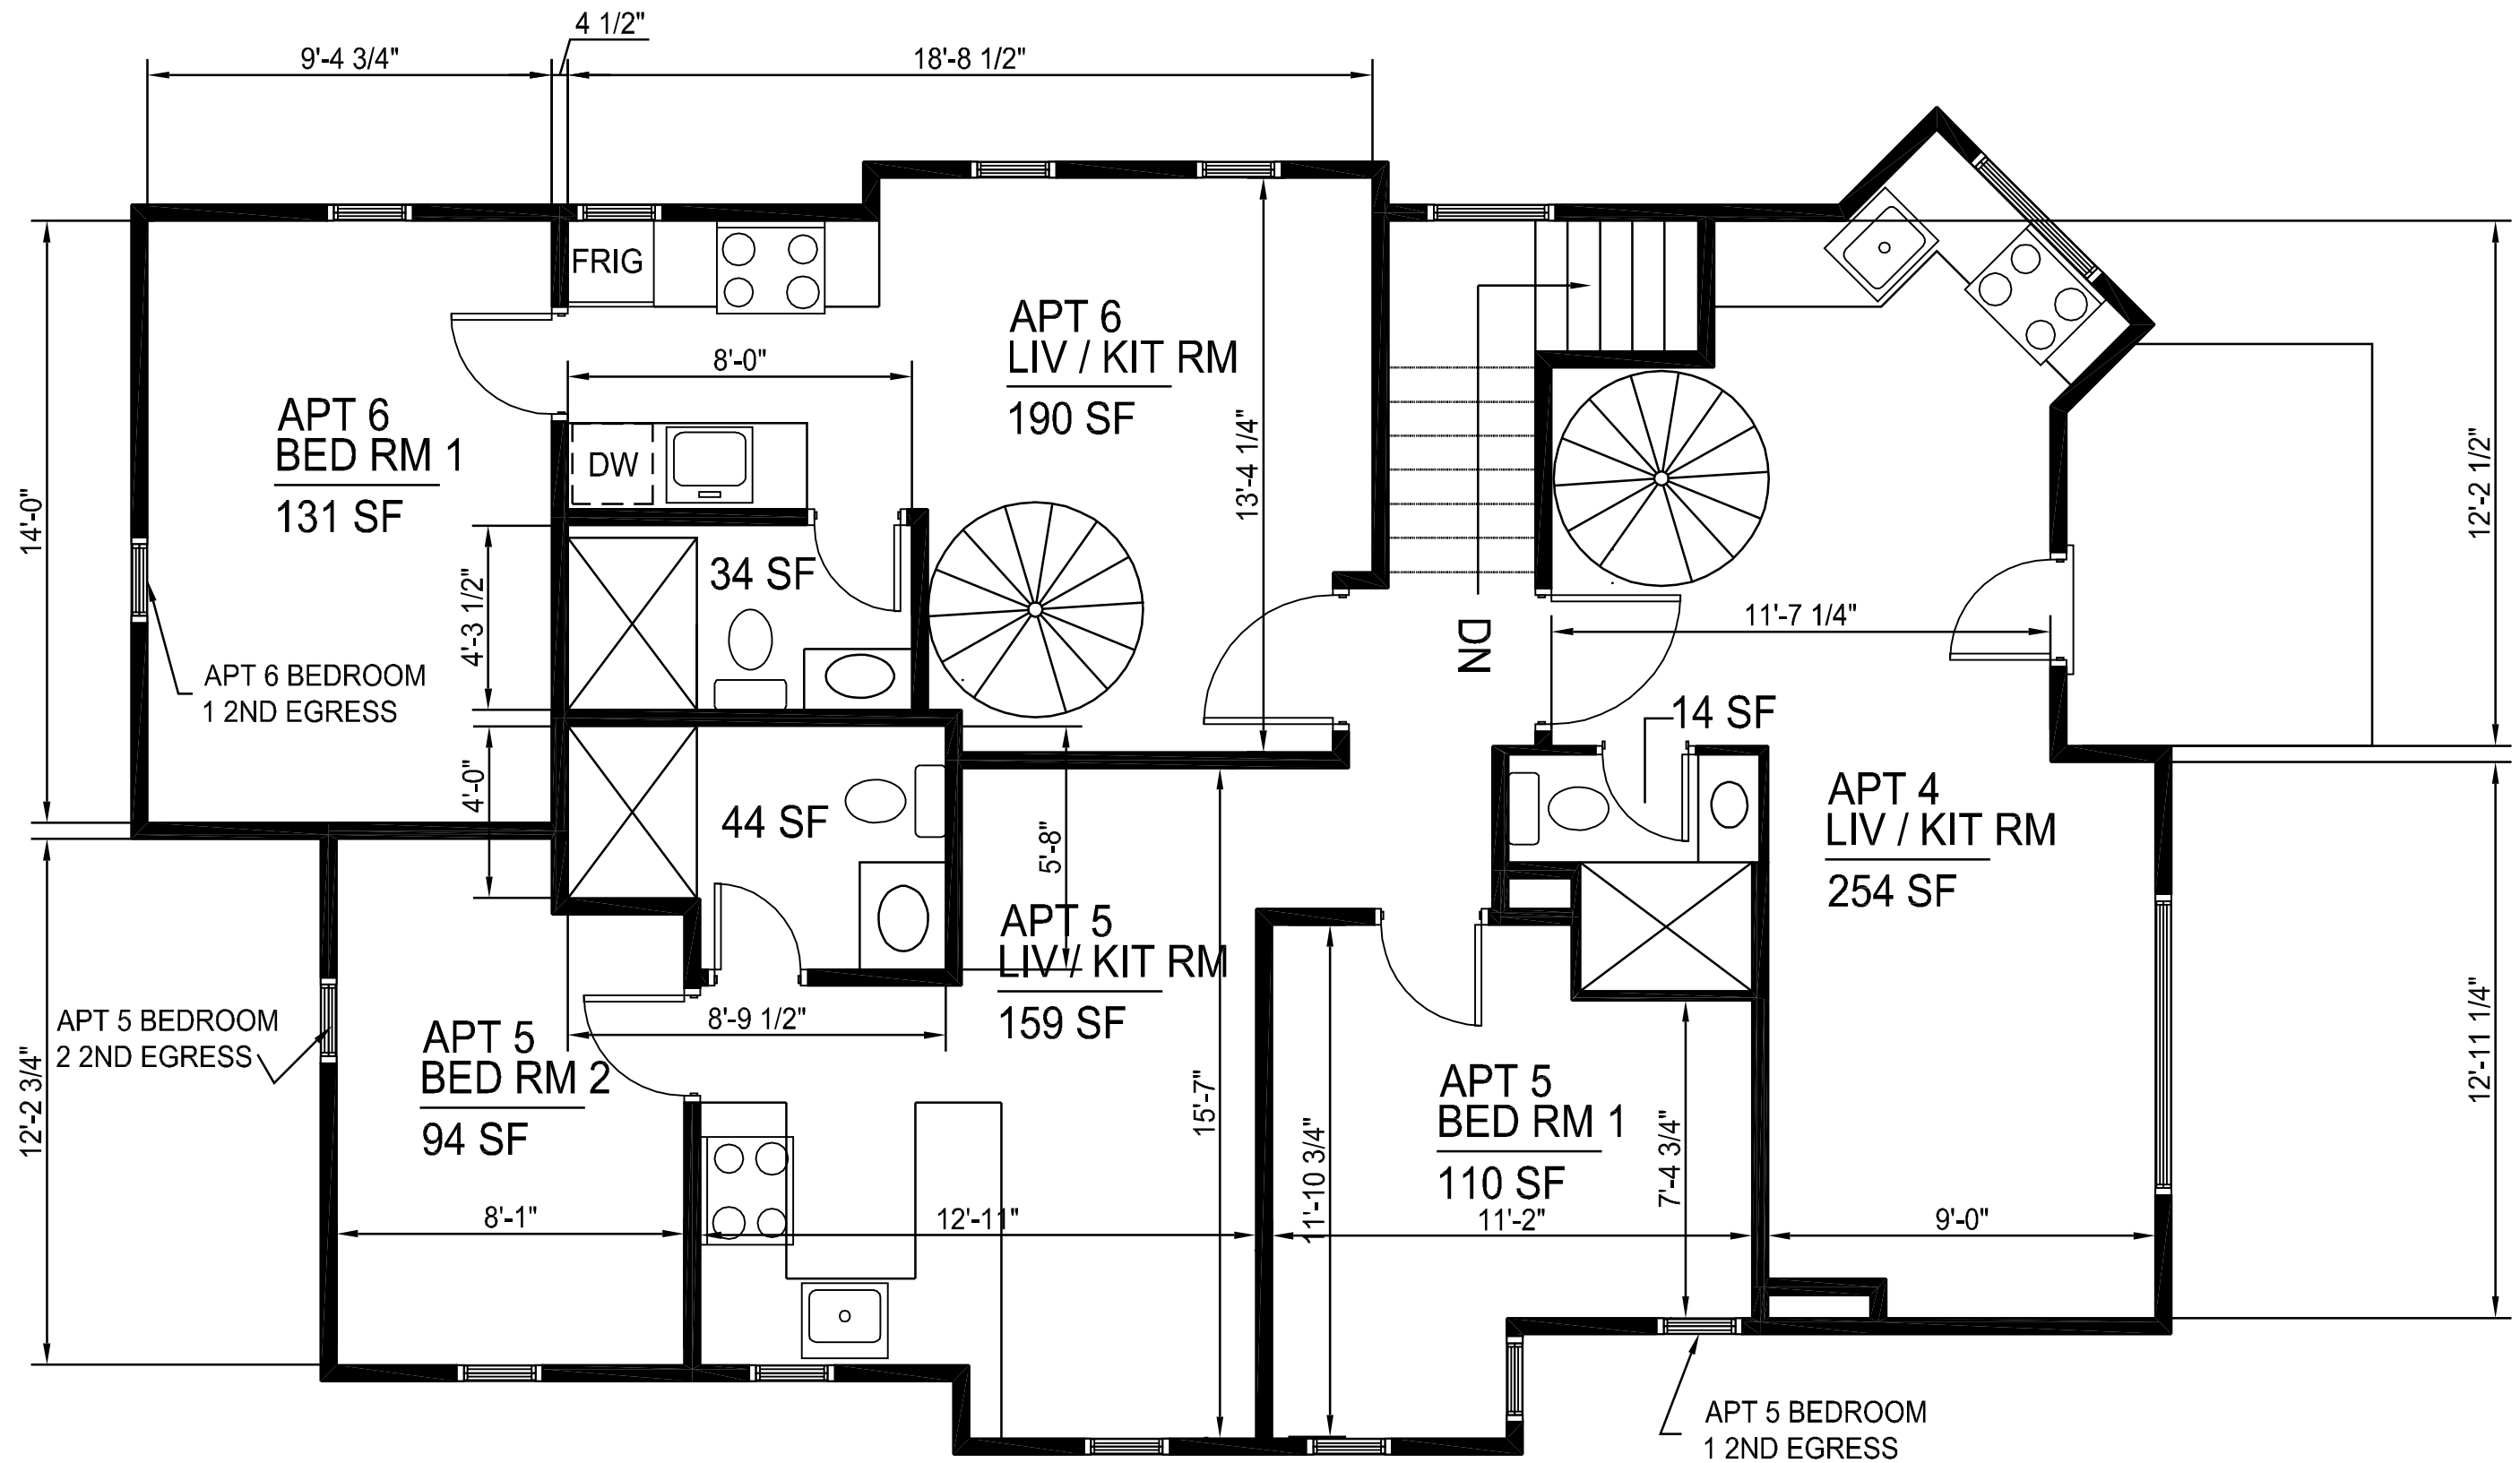 4 1/2"
9'-4 3/4"
18'-8 1/2"
FRIG
APT 6
LIV / KIT RM
190 SF
8'-0"
APT 6
BED RM 1
131 SF
DW
13'-4 1/4"
12'-2 1/2"
14'-0"
34 SF
4'-3 1/2"
11'-7 1/4"
DN
APT 6 BEDROOM
1 2ND EGRESS
14 SF
4'-0"
44 SF
5'-8"
APT 4
LIV / KIT RM
254 SF
APT 5
LIV / KIT RM
159 SF
8'-9 1/2"
APT 5 BEDROOM
2 2ND EGRESS
APT 5
BED RM 2
94 SF
12'-2 3/4"
15'-7"
12'-11 1/4"
APT 5
BED RM 1
110 SF
11'-10 3/4"
7'-4 3/4"
8'-1"
12'-11"
11'-2"
9'-0"
APT 5 BEDROOM
1 2ND EGRESS